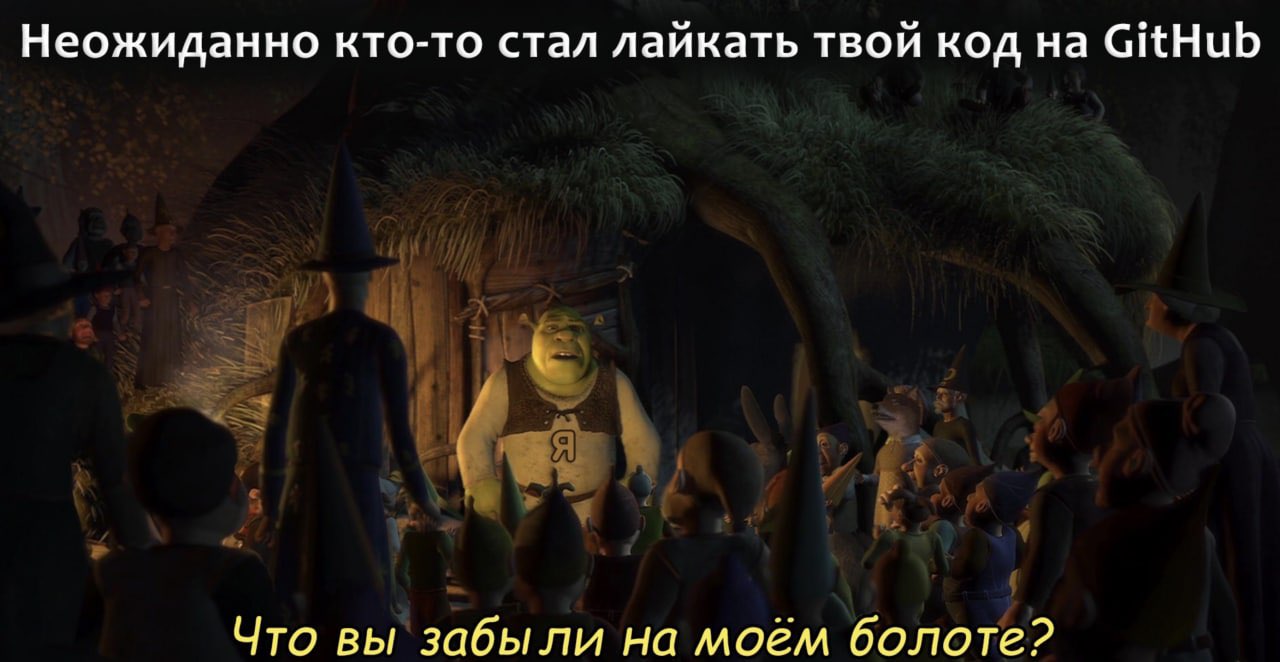 Неожиданно кто-то стал лайкать твой код на GitHub
Я
Что вы забыли на моём болоте?